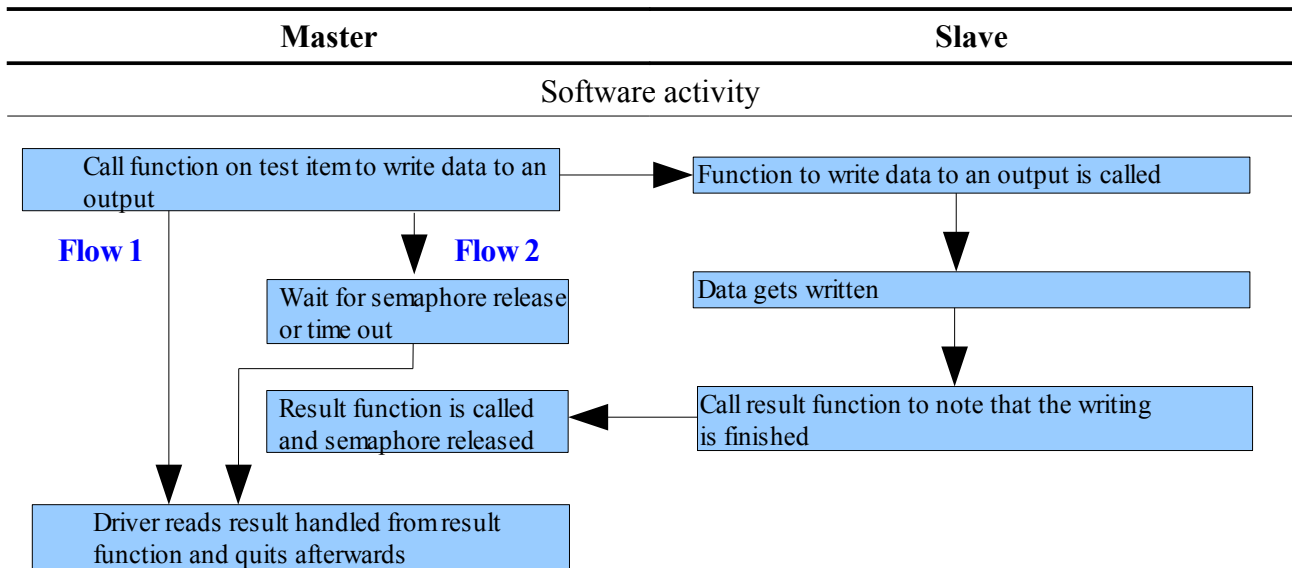 Master
Slave
Software activity
Call function on test item to write data to an
output
Function to write data to an output is called
Flow 1
Flow 2
Wait for semaphore release
or time out
Data gets written
Result function is called
and semaphore released
Call result function to note that the writing
is finished
Driver reads result handled from result
function and quits afterwards